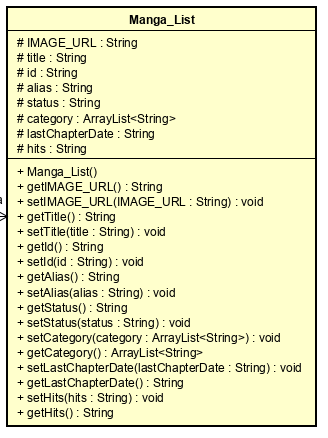 Manga_List
# IMAGE_URL : String
# title : String
# id : String
# alias : String
# status : String
# category : ArrayList<String>
# lastChapterDate : String
# hits : String
+ Manga_List()
+ getIMAGE_URL() : String
+ setIMAGE_URL(IMAGE_URL : String) : void
+ getTitle() : String
+ setTitle(title : String) : void
+ getId() : String
+ setId(id : String) : void
+ getAlias() : String
+ setAlias(alias : String) : void
+ getStatus() : String
+ setStatus(status : String) : void
+ setCategory(category : ArrayList<String>) : void
+ getCategory() : ArrayList<String>
+ setLastChapterDate(lastChapterDate : String) : void
+ getLastChapterDate() : String
+ setHits(hits : String) : void
+ getHits() : String